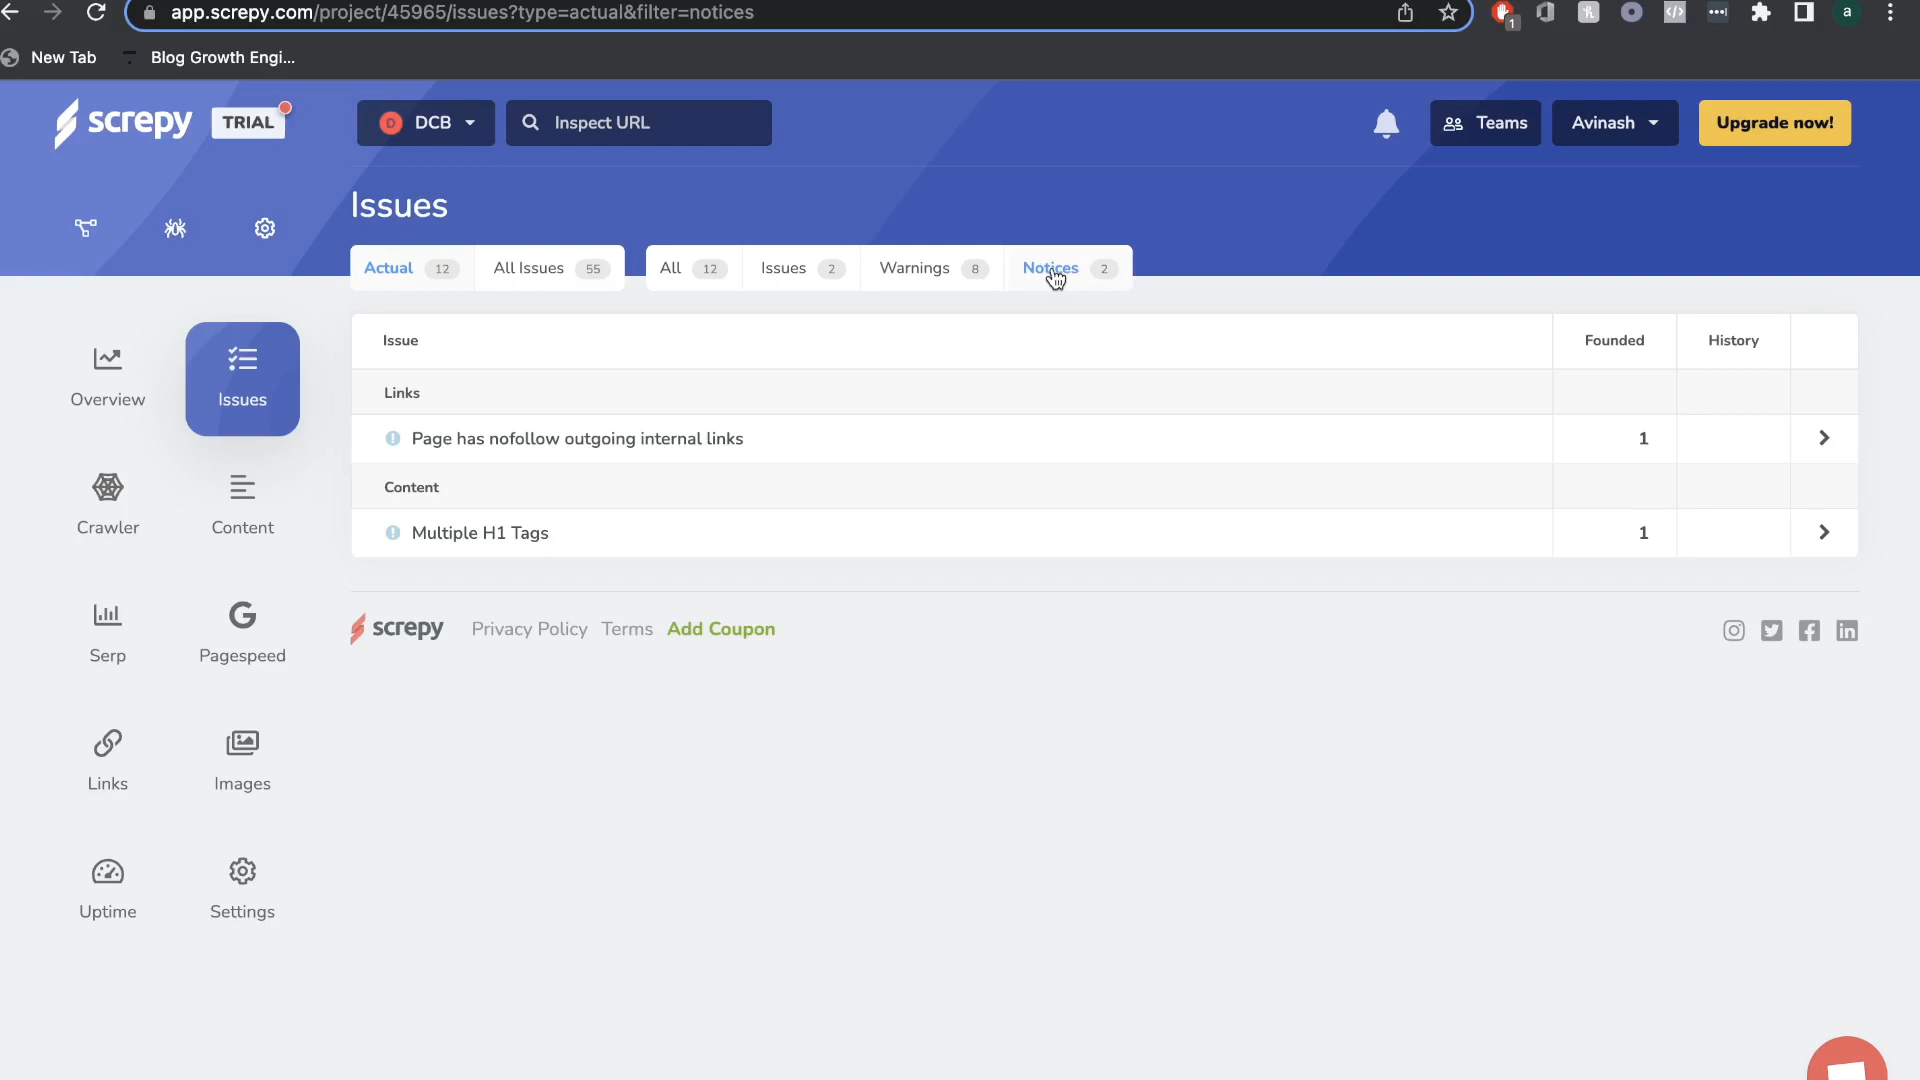 app.screpy.com/project/45965/issues?type=actual&filter=notices
1
a
New Tab
Blog Growth Engi...
screpy TRIAL
D DCB
Inspect URL
Teams
Avinash
Upgrade now!
Issues
Actual 12
All Issues 55
All 12
Issues 2
Warnings 8
Notices 2
Overview
Issues
Crawler
Content
Serp
Pagespeed
Links
Images
Uptime
Settings
Issue Founded History
Links
Page has nofollow outgoing internal links 1
Content
Multiple H1 Tags 1
screpy Privacy Policy Terms Add Coupon